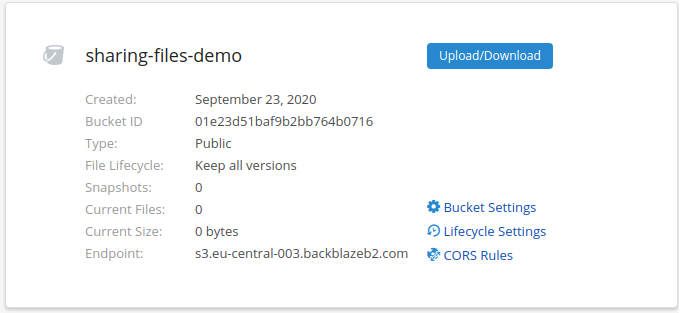 sharing-files-demo
Upload/Download
Created: September 23, 2020
Bucket ID 01e23d51baf9b2bb764b0716
Type: Public
File Lifecycle: Keep all versions
Snapshots: 0
Current Files: 0
Bucket Settings
Current Size: 0 bytes
Lifecycle Settings
Endpoint: s3.eu-central-003.backblazeb2.com
CORS Rules